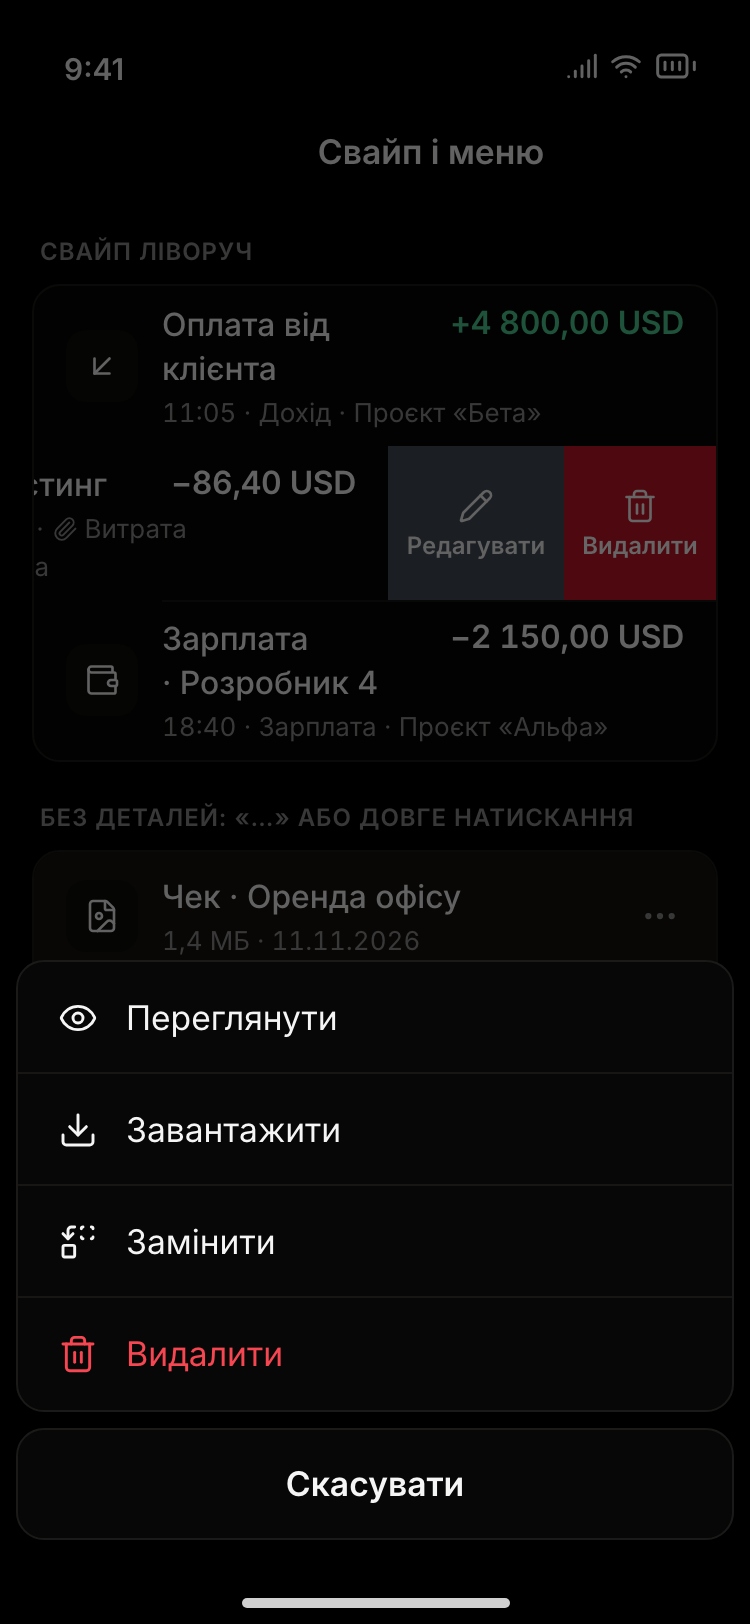 9:41
Свайп і меню
СВАЙП ЛІВОРУЧ
Оплата від +4 800,00 USD
клієнта
11:05 · Дохід · Проєкт «Бета»
стинг −86,40 USD
· Витрата
а
Редагувати Видалити
Зарплата −2 150,00 USD
· Розробник 4
18:40 · Зарплата · Проєкт «Альфа»
БЕЗ ДЕТАЛЕЙ: «...» АБО ДОВГЕ НАТИСКАННЯ
Чек · Оренда офісу
1,4 МБ · 11.11.2026
Переглянути
Завантажити
Замінити
Видалити
Скасувати